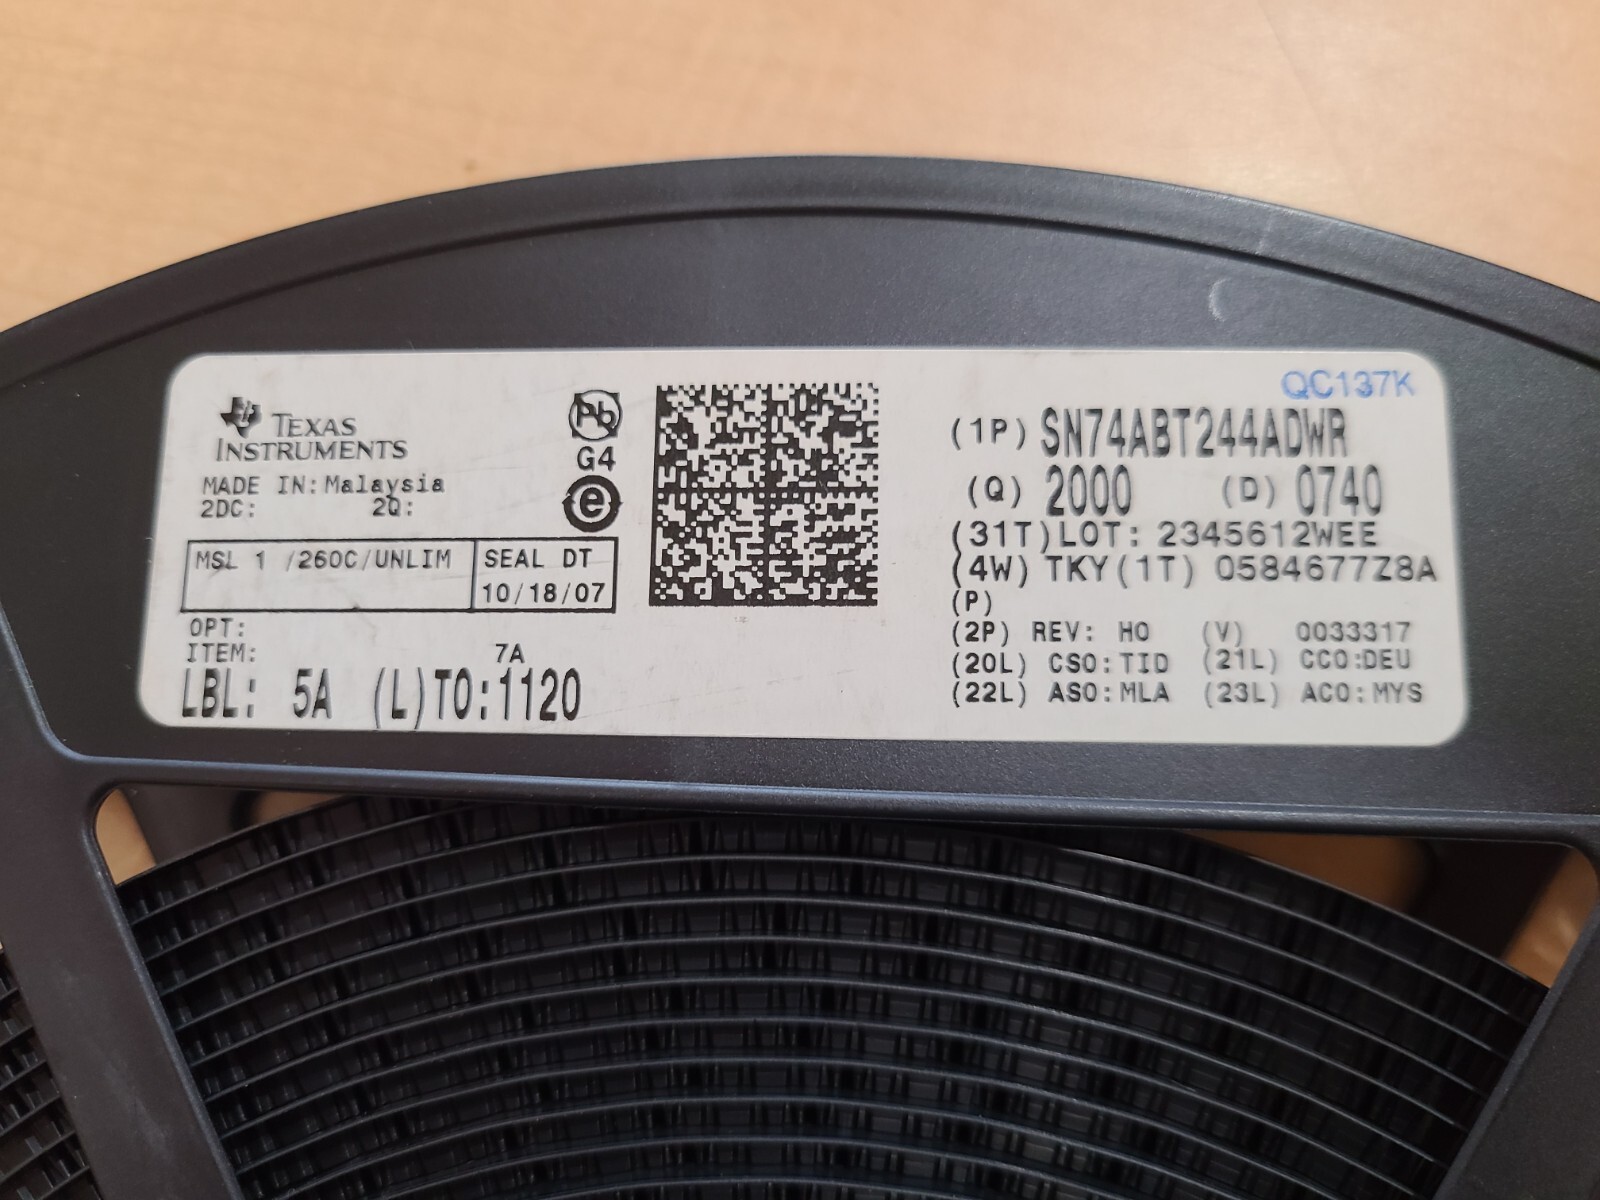 TEXAS
INSTRUMENTS
MADE IN: Malaysia
2DC: 2Q:
MSL 1 /260C/UNLIM
SEAL DT
10/18/07
OPT:
ITEM: 7A
LBL: 5A (L)TO:1120
Pb
G4
e
QC137K
(1P) SN74ABT244ADWR
(Q) 2000 (D) 0740
(31T)LOT: 2345612WEE
(4W) TKY(1T) 0584677Z8A
(P)
(2P) REV: HO (V) 0033317
(20L) CSO:TID (21L) CCO:DEU
(22L) ASO:MLA (23L) ACO:MYS